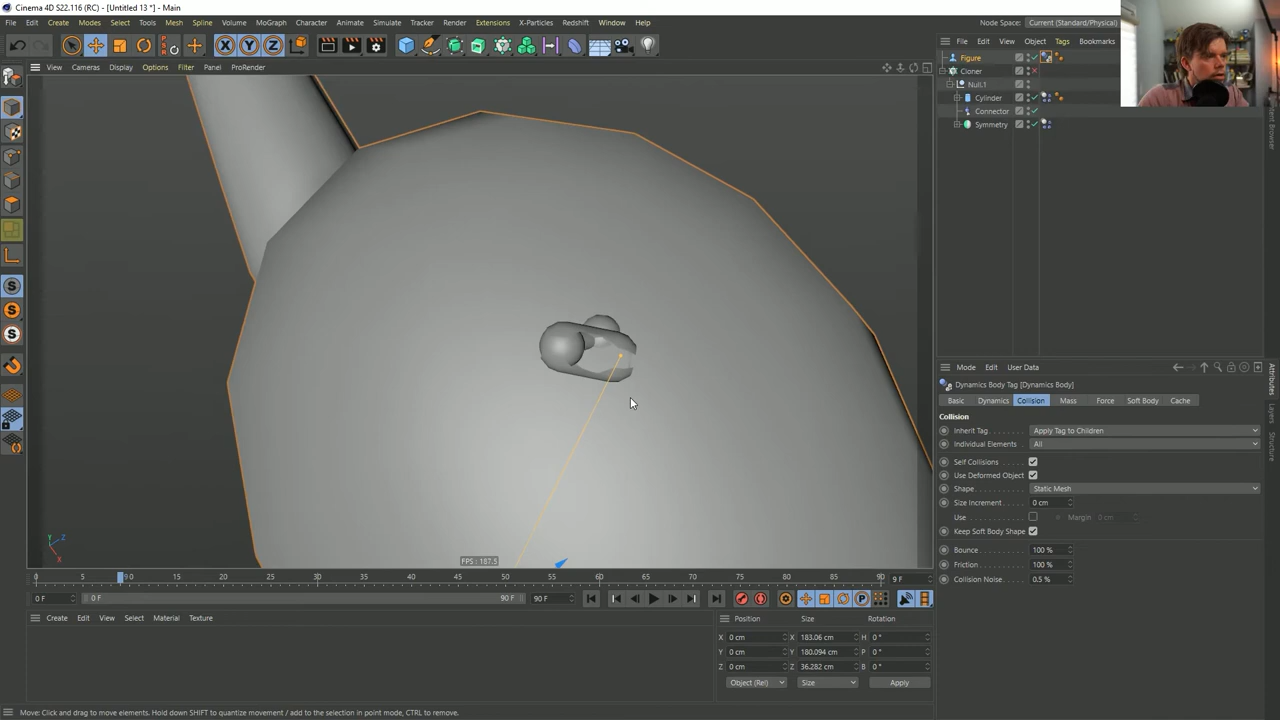 Cinema 4D S22.116 (RC) - [Untitled 13 *] - Main
File Edit Create Modes Select Tools Mesh Spline Volume MoGraph Character Animate Simulate Tracker Render Extensions X-Particles Redshift Window Help
Node Space: Current (Standard/Physical)
File Edit View Object Tags Bookmarks
View Cameras Display Options Filter Panel ProRender
Figure
Cloner
Null.1
Cylinder
Connector
Symmetry
Content Browser
Mode Edit User Data
Dynamics Body Tag [Dynamics Body]
Basic Dynamics Collision Mass Force Soft Body Cache
Collision
Inherit Tag Apply Tag to Children
Individual Elements All
Self Collisions
Use Deformed Object
Shape Static Mesh
Size Increment 0 cm
Use Margin 0 cm
Keep Soft Body Shape
Bounce 100 %
Friction 100 %
Collision Noise 0.5 %
Attributes
Layers
Structure
Y Z X
FPS : 187.5
0 5 90 15 20 25 30 35 40 45 50 55 60 65 70 75 80 85 90 9 F
0 F 0 F 90 F 90 F
Create Edit View Select Material Texture
Position Size Rotation
X 0 cm X 183.06 cm H 0 °
Y 0 cm Y 180.094 cm P 0 °
Z 0 cm Z 36.282 cm B 0 °
Object (Rel) Size Apply
Move: Click and drag to move elements. Hold down SHIFT to quantize movement / add to the selection in point mode, CTRL to remove.